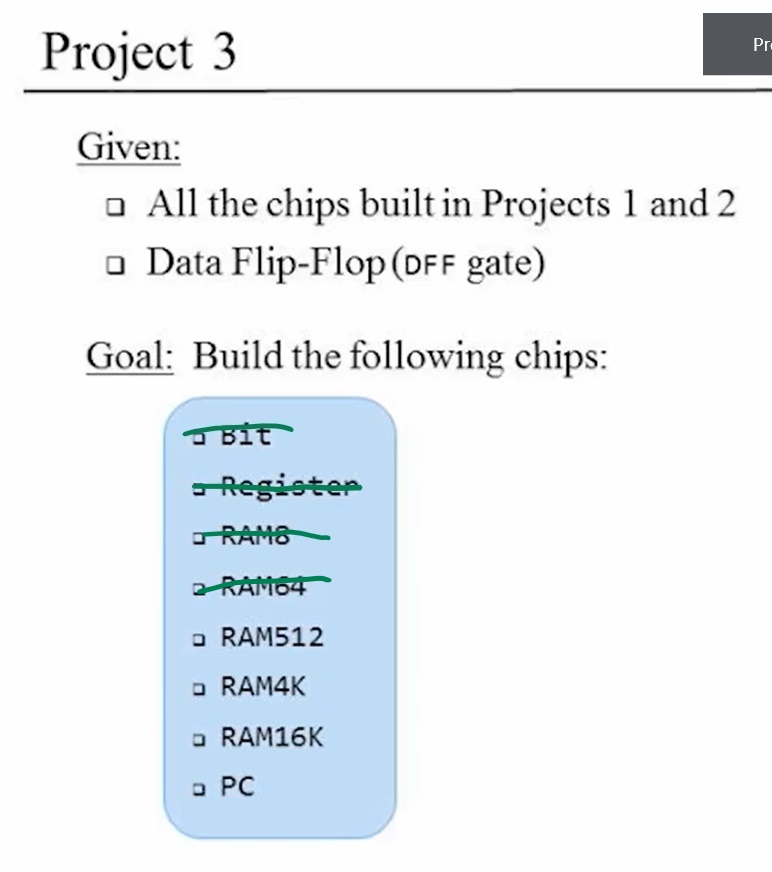 Project 3
Given:
All the chips built in Projects 1 and 2
Data Flip-Flop (DFF gate)
Goal: Build the following chips:
Bit
Register
RAM8
RAM64
RAM512
RAM4K
RAM16K
PC